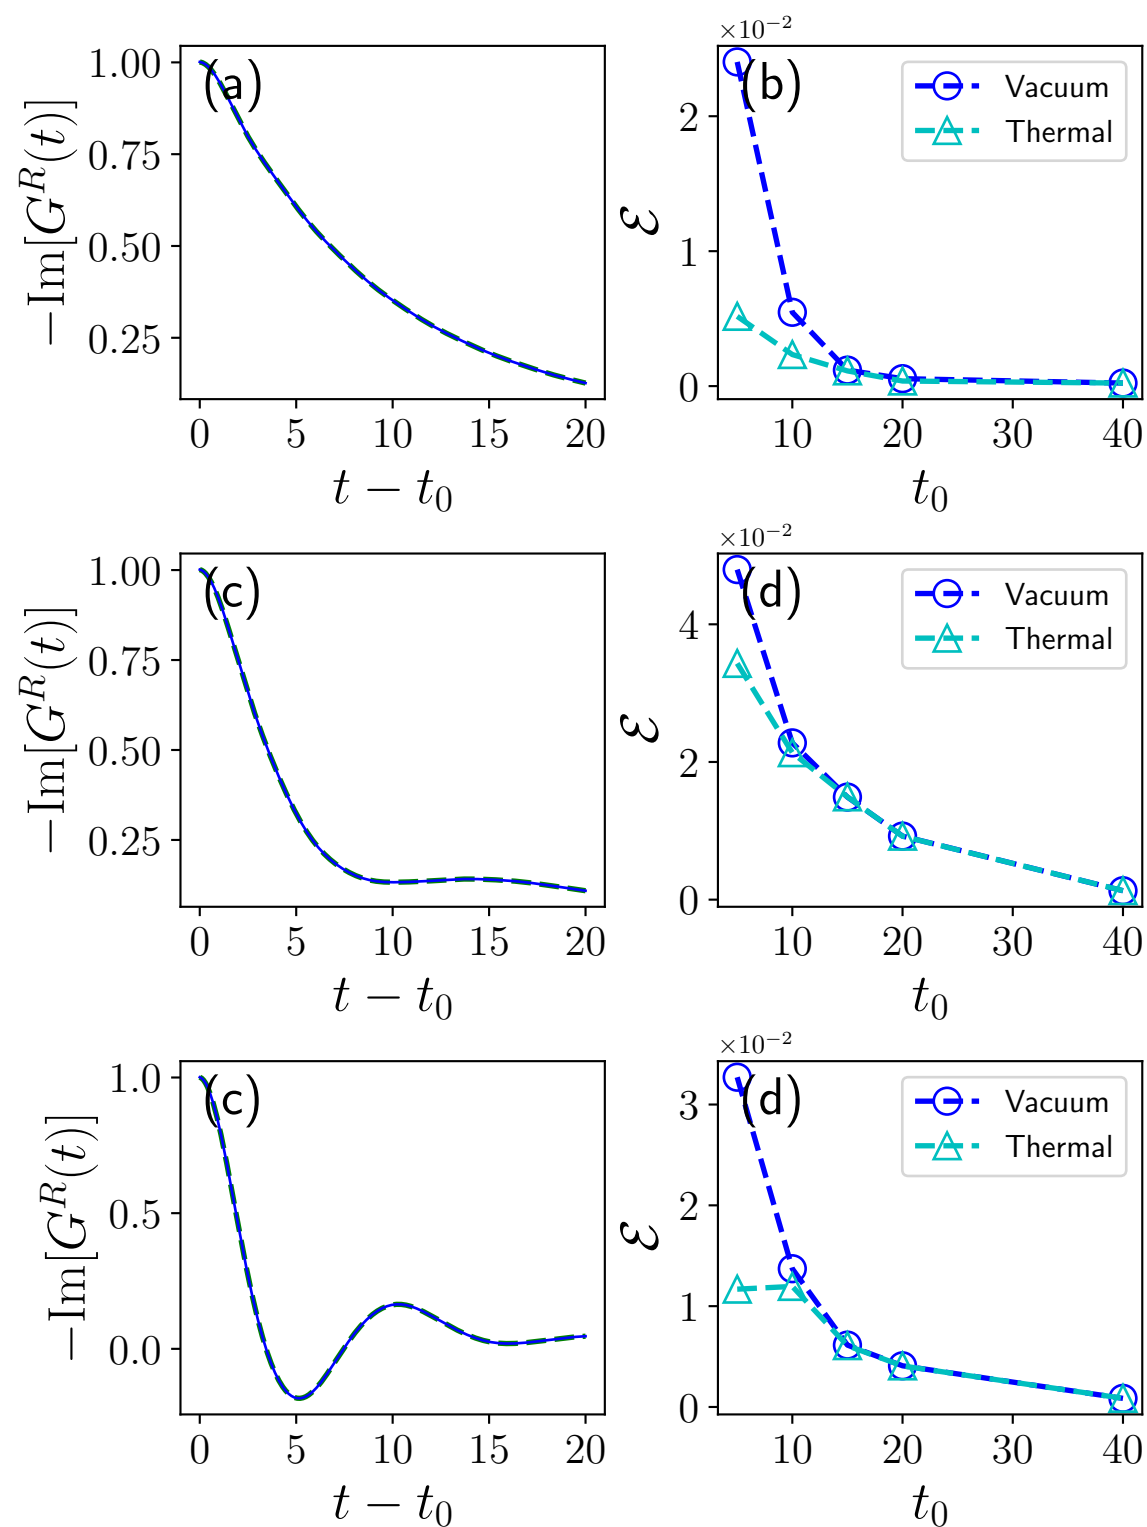 (a)
−Im[G^R(t)]
1.00
0.75
0.50
0.25
0 5 10 15 20
t − t_0
(b)
×10^−2
Vacuum
Thermal
ℰ
2
1
0
10 20 30 40
t_0
(c)
−Im[G^R(t)]
1.00
0.75
0.50
0.25
0 5 10 15 20
t − t_0
(d)
×10^−2
Vacuum
Thermal
ℰ
4
2
0
10 20 30 40
t_0
(c)
−Im[G^R(t)]
1.0
0.5
0.0
0 5 10 15 20
t − t_0
(d)
×10^−2
Vacuum
Thermal
ℰ
3
2
1
0
10 20 30 40
t_0